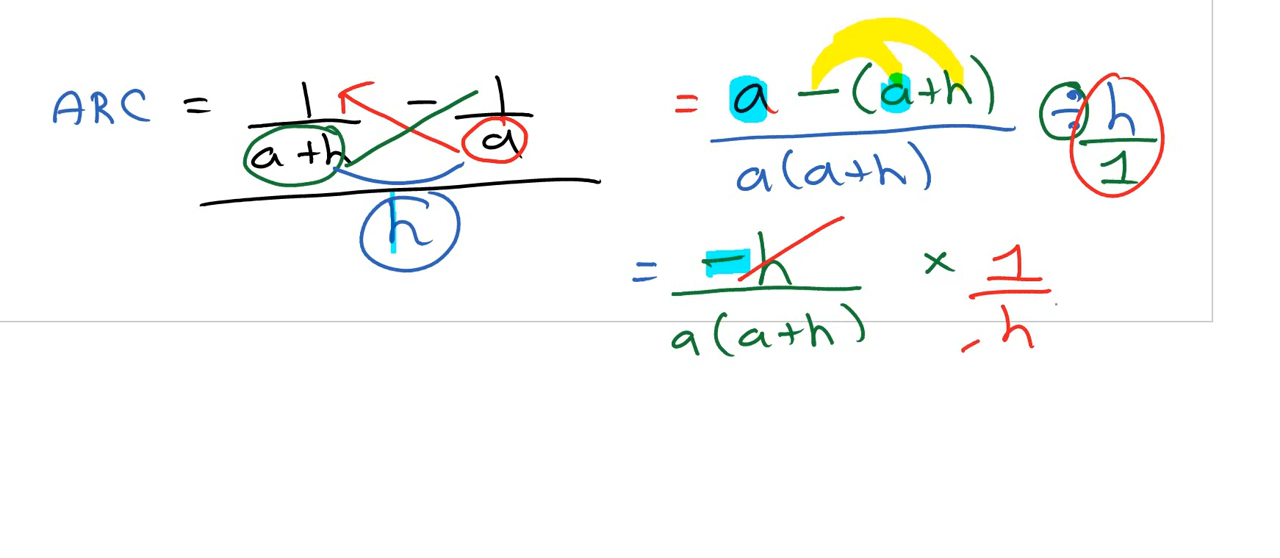 ARC = (1/(a+h) - 1/a)/h = (a - (a+h))/(a(a+h)) ÷ h/1
= -h/(a(a+h)) × 1/h